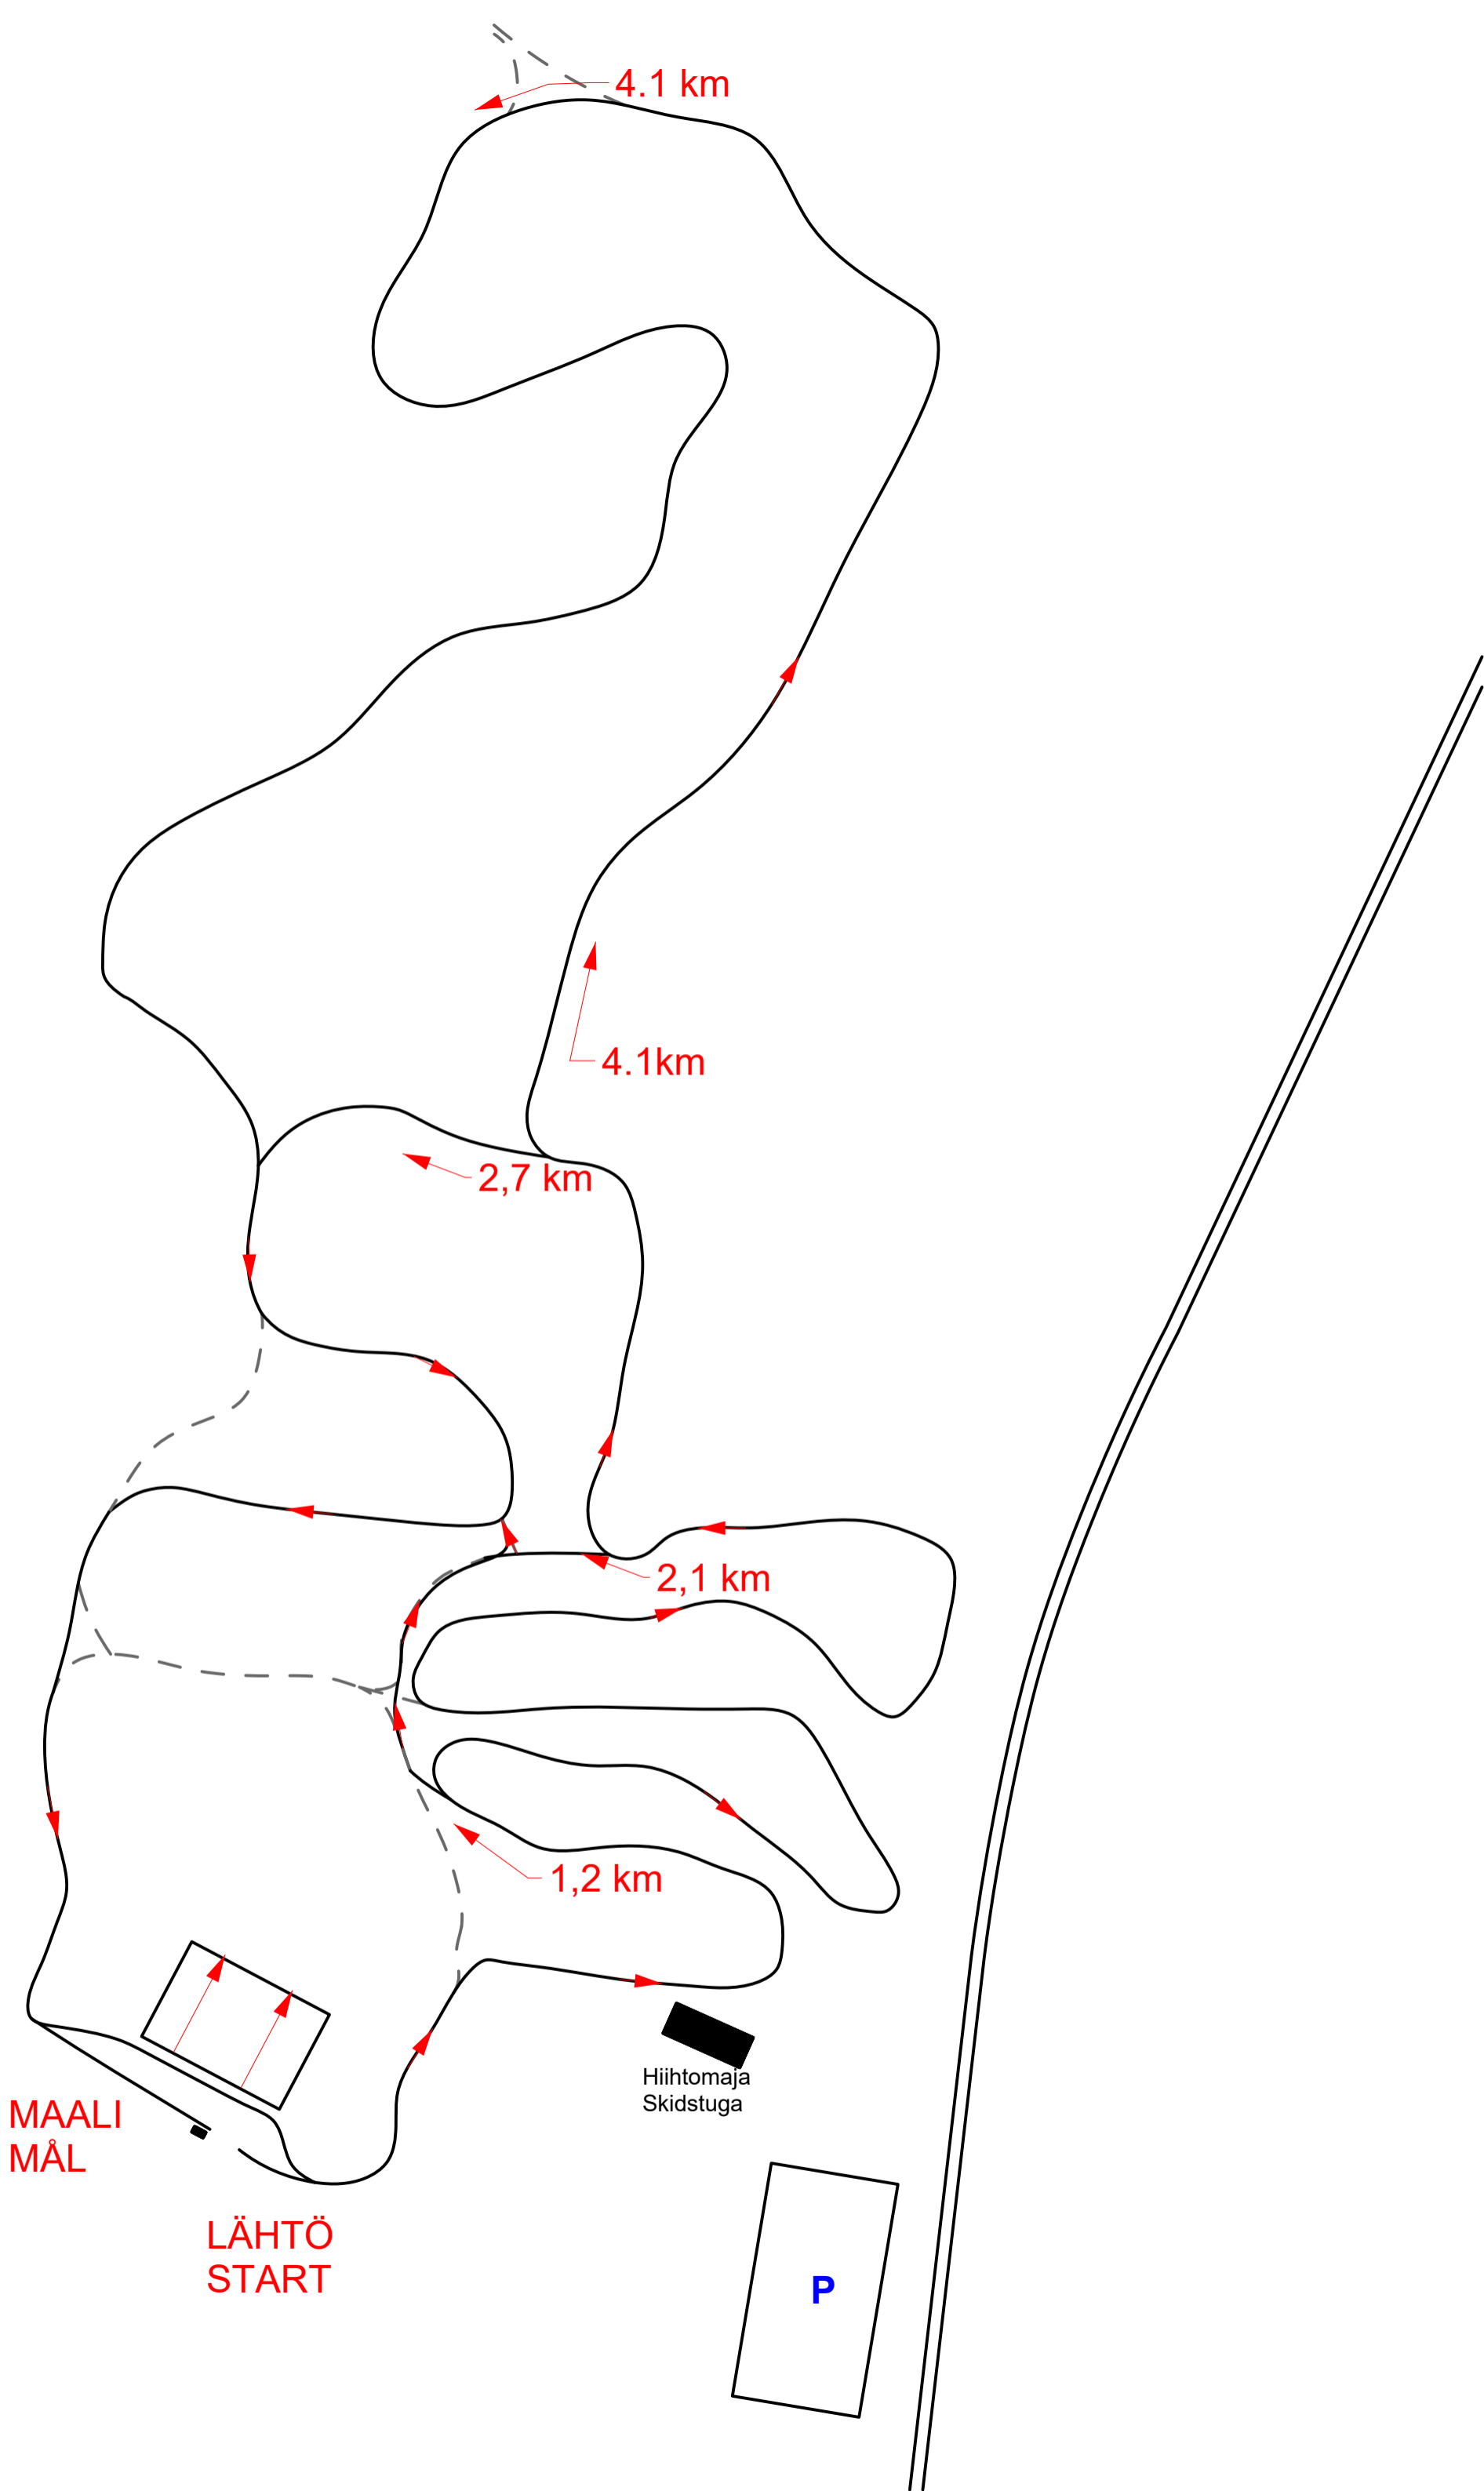 4.1 km
4.1km
2,7 km
2,1 km
1,2 km
Hiihtomaja
Skidstuga
MAALI
MÅL
LÄHTÖ
START
P